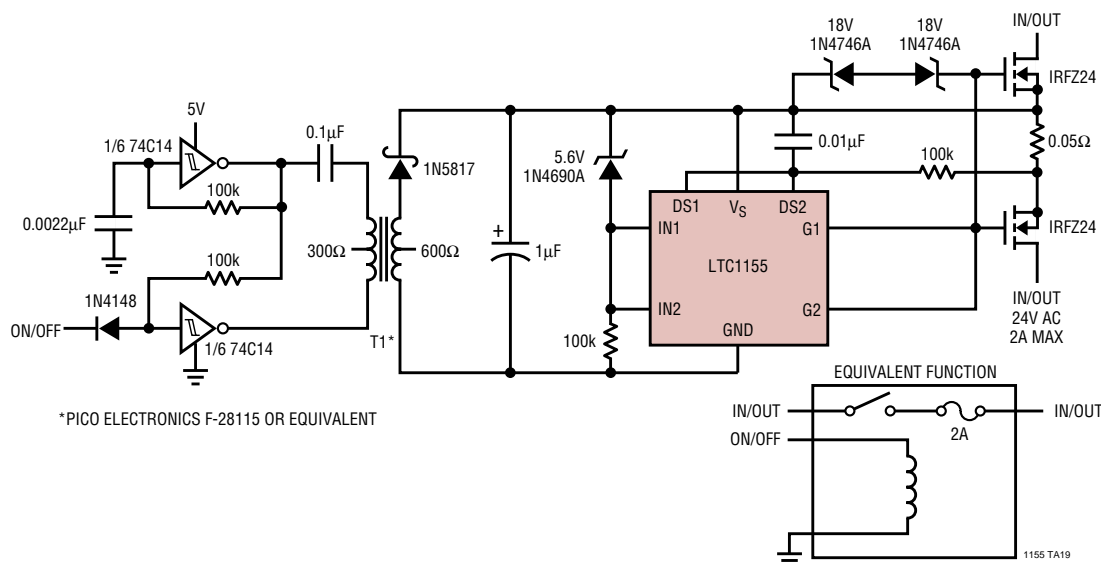 18V
1N4746A
18V
1N4746A
IN/OUT
IRFZ24
5V
1/6 74C14
0.1µF
1N5817
5.6V
1N4690A
0.01µF
0.05Ω
100k
100k
0.0022µF
DS1
VS
DS2
IN1
G1
IRFZ24
300Ω
600Ω
+
1µF
LTC1155
100k
1N4148
IN2
G2
IN/OUT
24V AC
2A MAX
ON/OFF
1/6 74C14
T1*
100k
GND
EQUIVALENT FUNCTION
*PICO ELECTRONICS F-28115 OR EQUIVALENT
IN/OUT
IN/OUT
2A
ON/OFF
1155 TA19